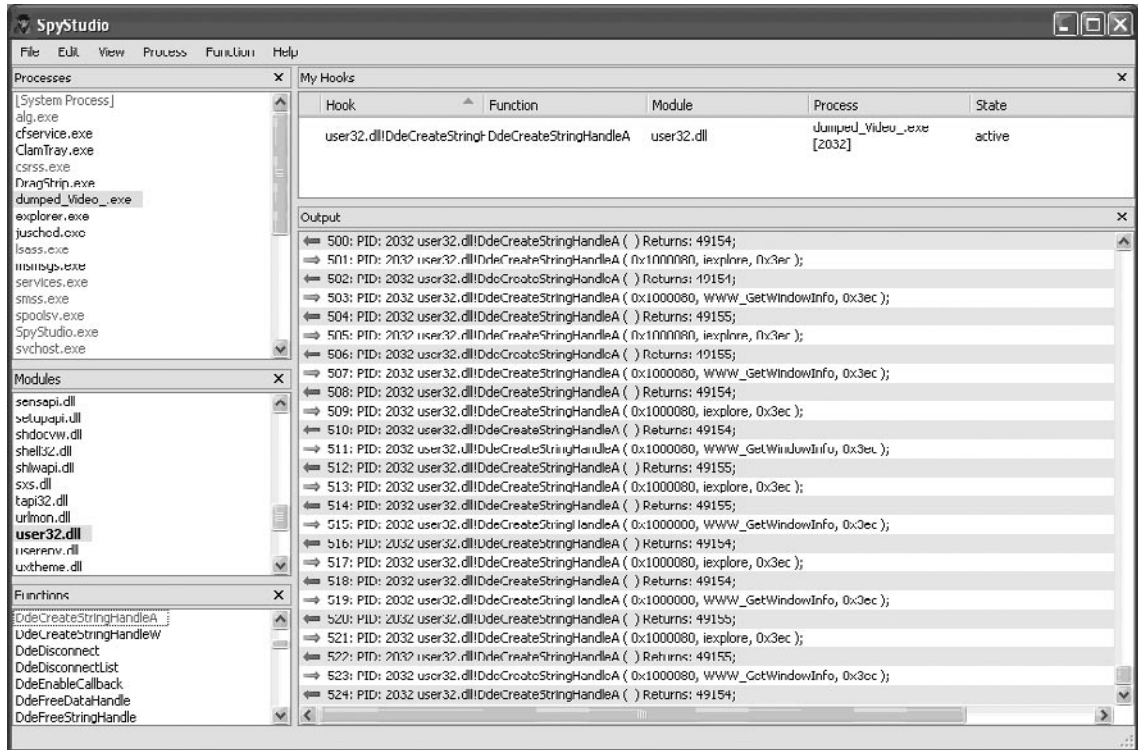 SpyStudio
File Edit View Process Function Help
Processes
[System Process]
alg.exe
cfservice.exe
ClamTray.exe
csrss.exe
DragStrip.exe
dumped_Video_.exe
explorer.exe
jusched.exe
lsass.exe
msmsgs.exe
services.exe
smss.exe
spoolsv.exe
SpyStudio.exe
svchost.exe
Modules
sensapi.dll
setupapi.dll
shdocvw.dll
shell32.dll
shlwapi.dll
sxs.dll
tapi32.dll
urlmon.dll
user32.dll
userenv.dll
uxtheme.dll
Functions
DdeCreateStringHandleA
DdeCreateStringHandleW
DdeDisconnect
DdeDisconnectList
DdeEnableCallback
DdeFreeDataHandle
DdeFreeStringHandle
My Hooks
Hook Function Module Process State
user32.dll!DdeCreateStringH DdeCreateStringHandleA user32.dll dumped_Video_.exe [2032] active
Output
500: PID: 2032 user32.dll!DdeCreateStringHandleA ( ) Returns: 49154;
501: PID: 2032 user32.dll!DdeCreateStringHandleA ( 0x1000080, iexplore, 0x3ec );
502: PID: 2032 user32.dll!DdeCreateStringHandleA ( ) Returns: 49154;
503: PID: 2032 user32.dll!DdeCreateStringHandleA ( 0x1000080, WWW_GetWindowInfo, 0x3ec );
504: PID: 2032 user32.dll!DdeCreateStringHandleA ( ) Returns: 49155;
505: PID: 2032 user32.dll!DdeCreateStringHandleA ( 0x1000080, iexplore, 0x3ec );
506: PID: 2032 user32.dll!DdeCreateStringHandleA ( ) Returns: 49155;
507: PID: 2032 user32.dll!DdeCreateStringHandleA ( 0x1000080, WWW_GetWindowInfo, 0x3ec );
508: PID: 2032 user32.dll!DdeCreateStringHandleA ( ) Returns: 49154;
509: PID: 2032 user32.dll!DdeCreateStringHandleA ( 0x1000080, iexplore, 0x3ec );
510: PID: 2032 user32.dll!DdeCreateStringHandleA ( ) Returns: 49154;
511: PID: 2032 user32.dll!DdeCreateStringHandleA ( 0x1000080, WWW_GetWindowInfo, 0x3ec );
512: PID: 2032 user32.dll!DdeCreateStringHandleA ( ) Returns: 49155;
513: PID: 2032 user32.dll!DdeCreateStringHandleA ( 0x1000080, iexplore, 0x3ec );
514: PID: 2032 user32.dll!DdeCreateStringHandleA ( ) Returns: 49155;
515: PID: 2032 user32.dll!DdeCreateStringHandleA ( 0x1000080, WWW_GetWindowInfo, 0x3ec );
516: PID: 2032 user32.dll!DdeCreateStringHandleA ( ) Returns: 49154;
517: PID: 2032 user32.dll!DdeCreateStringHandleA ( 0x1000080, iexplore, 0x3ec );
518: PID: 2032 user32.dll!DdeCreateStringHandleA ( ) Returns: 49154;
519: PID: 2032 user32.dll!DdeCreateStringHandleA ( 0x1000080, WWW_GetWindowInfo, 0x3ec );
520: PID: 2032 user32.dll!DdeCreateStringHandleA ( ) Returns: 49155;
521: PID: 2032 user32.dll!DdeCreateStringHandleA ( 0x1000080, iexplore, 0x3ec );
522: PID: 2032 user32.dll!DdeCreateStringHandleA ( ) Returns: 49155;
523: PID: 2032 user32.dll!DdeCreateStringHandleA ( 0x1000080, WWW_GetWindowInfo, 0x3ec );
524: PID: 2032 user32.dll!DdeCreateStringHandleA ( ) Returns: 49154;